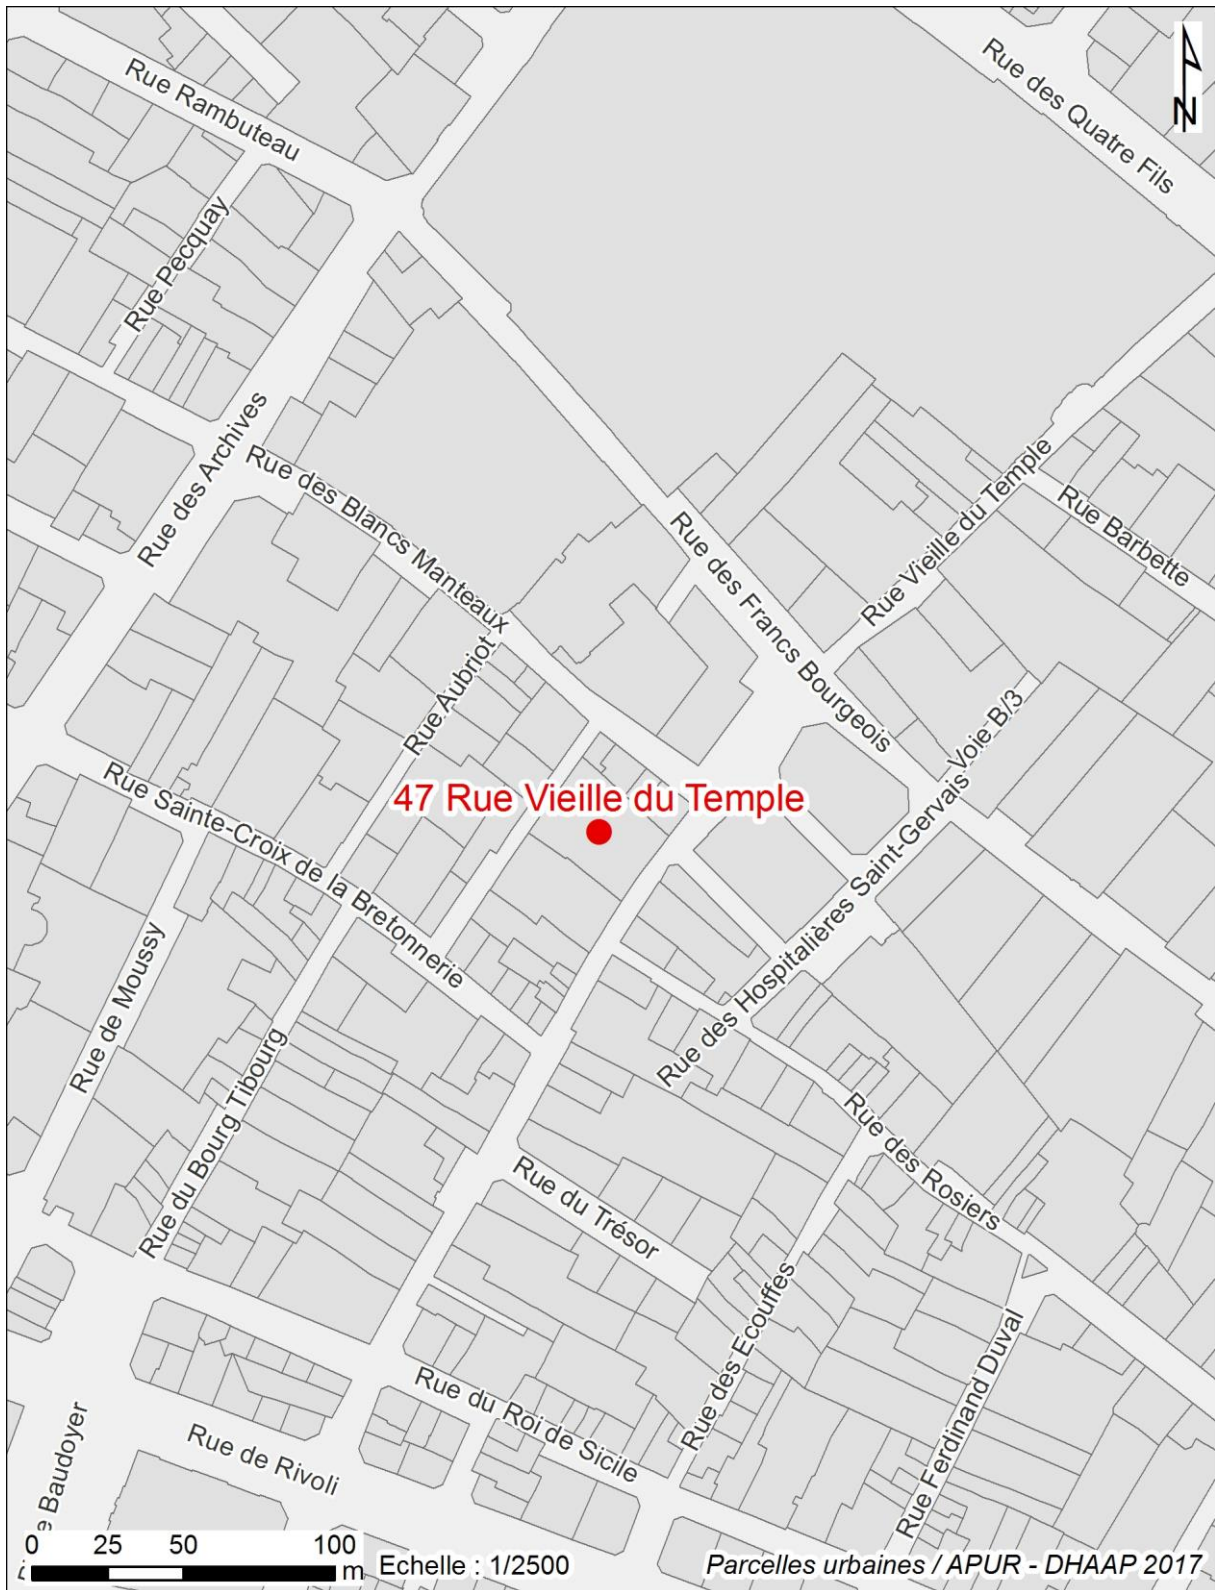 Rue Rambuteau
Rue des Quatre Fils
N
Rue Pecquay
Rue des Archives
Rue des Blancs Manteaux
Rue Vieille du Temple
Rue Barbette
Rue des Francs Bourgeois
Rue Aubriot
Voie B/3
47 Rue Vieille du Temple
Rue Sainte-Croix de la Bretonnerie
Rue des Hospitalières Saint-Gervais
Rue de Moussy
Rue du Bourg Tibourg
Rue des Rosiers
Rue du Trésor
Rue des Ecouffes
Rue Ferdinand Duval
Rue du Roi de Sicile
Rue de Rivoli
Baudoyer
0 25 50 100
m
Echelle : 1/2500
Parcelles urbaines / APUR - DHAAP 2017